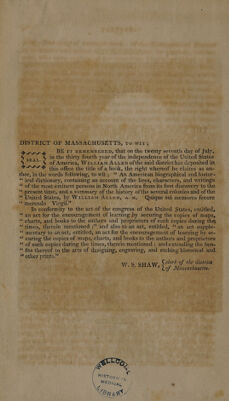 DISTRICT OF MASSACHUSETTS, TO WIT:
SEAL
BE IT REMEMBERED, that on the twenty seventh day of July,
in the thirty fourth year of the independence of the United States
of America, WILLIAM ALLEN of the said district has deposited in
this office the title of a book, the right whereof he claims as au-
thor, in the words following, to wit; "An American biographical and histor-
"ical dictionary, containing an account of the lives, characters, and writings
"of the most eminent persons in North America from its first discovery to the
"present time, and a summary of the history of the several colonies and of the
"United States, by WILLIAM ALLEN, A. M. Quique sui memores fecere
"merendo Virgil"
In conformity to the act of the congress of the United States, entitled,
"an act for the encouragement of learning by securing the copies of maps,
"charts, and books to the authors and proprietors of such copies during the
"times, therein mentioned ;" and also to an act, entitled, "an act supple-
"mentary to an act, entitled, an act for the encouragement of learning by se-
"curing the copies of maps, charts, and books to the authors and proprietors
"of such copies during the times, therein mentioned; and extending the ben-
"fits thereof to the arts of designing, engraving, and etching historical and
"other prints."
W. S. SHAW,
Clerk of the district
of Massachusetts.
WELLCOME
HISTORICAL
MEDICAL
LIBRARY